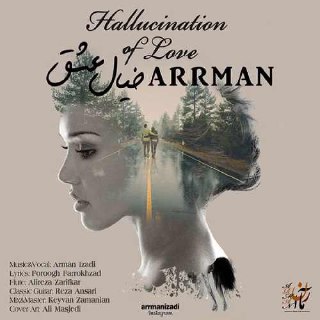 Hallucination
of Love
خیال عشق ARRMAN
Music&Vocal: Arman Izadi
Lyrics: Forough Farrokhzad
Flute: Alireza Zarifkar
Classic Guitar: Reza Ansari
Mix&Master: Keyvan Zamanian
Cover Art: Ali Masjedi
arrmanizadi
Instagram